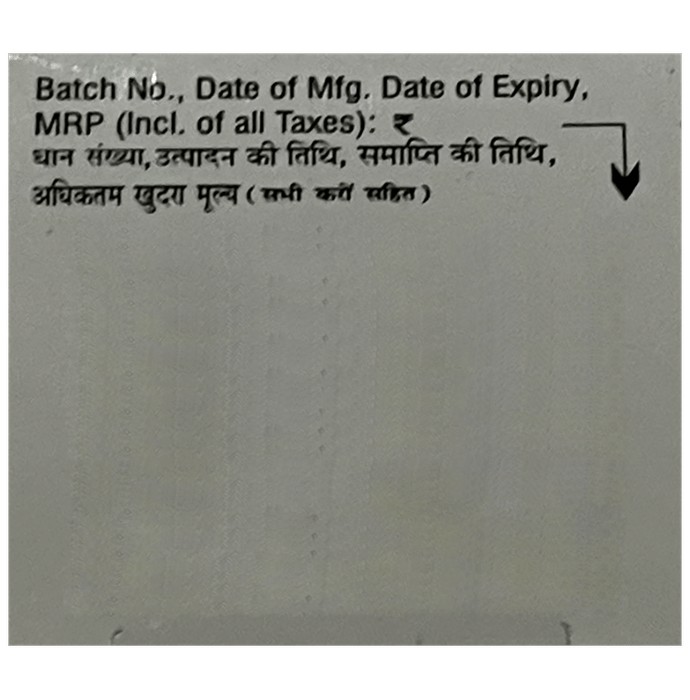 Batch No., Date of Mfg. Date of Expiry,
MRP (Incl. of all Taxes): ₹
घान संख्या, उत्पादन की तिथि, समाप्ति की तिथि,
अधिकतम खुदरा मूल्य ( सभी करों सहित )